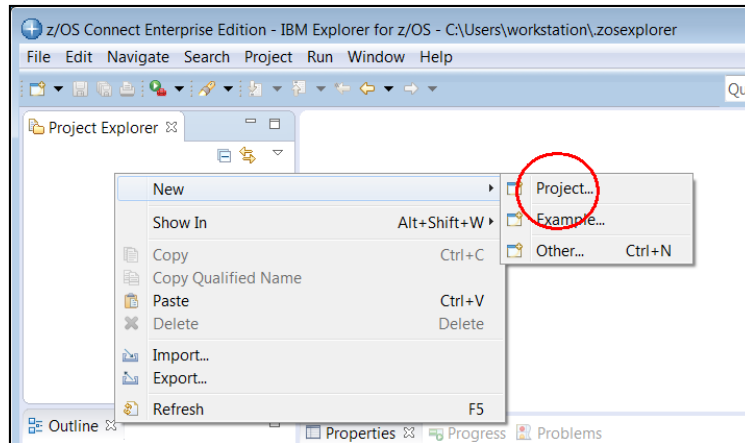 z/OS Connect Enterprise Edition - IBM Explorer for z/OS - C:\Users\workstation\.zosexplorer
File Edit Navigate Search Project Run Window Help
Qu
Project Explorer
New
Project...
Show In Alt+Shift+W
Example...
Copy Ctrl+C
Other... Ctrl+N
Copy Qualified Name
Paste Ctrl+V
Delete Delete
Import...
Export...
Refresh F5
Outline
Properties Progress Problems